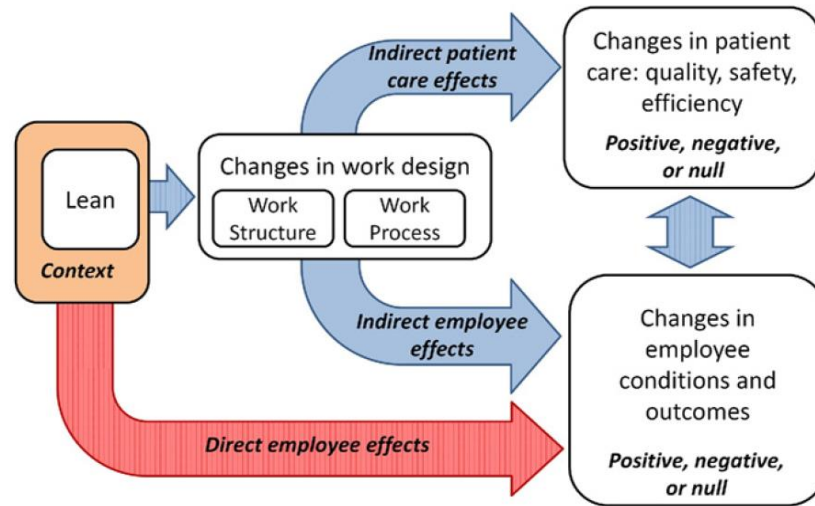 Indirect patient
care effects
Changes in patient
care: quality, safety,
efficiency
Positive, negative,
or null
Lean
Context
Changes in work design
Work
Structure
Work
Process
Indirect employee
effects
Changes in
employee
conditions and
outcomes
Positive, negative,
or null
Direct employee effects